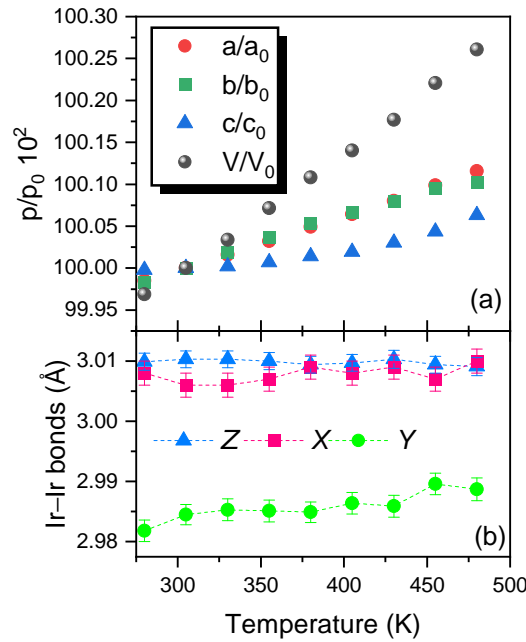 100.30
100.25
100.20
100.15
100.10
100.05
100.00
99.95
p/p₀ 10²
a/a₀
b/b₀
c/c₀
V/V₀
(a)
3.01
3.00
2.99
2.98
Ir–Ir bonds (Å)
Z X Y
(b)
300 350 400 450 500
Temperature (K)